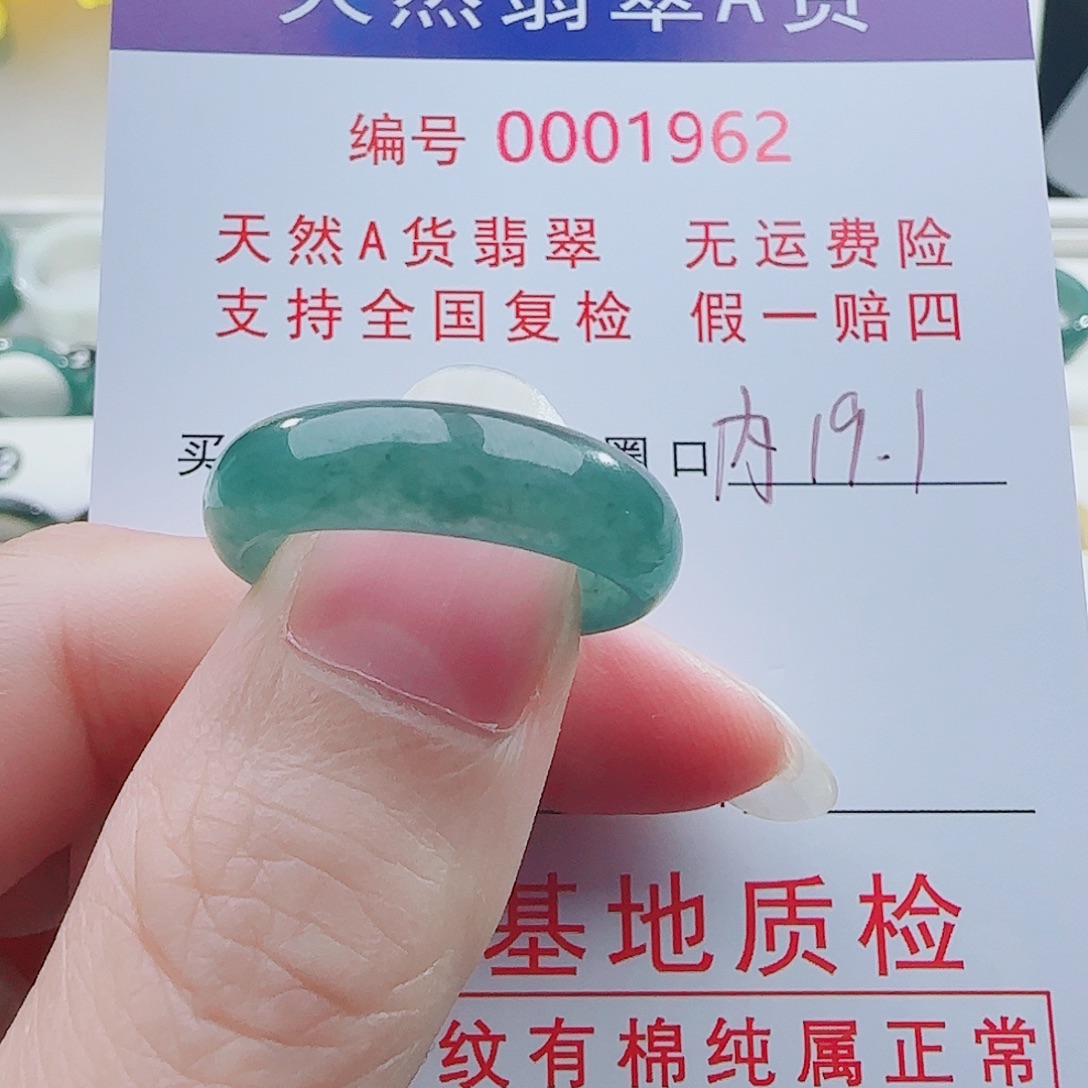 天然翡翠A货
编号 0001962
天然A货翡翠 无运费险
支持全国复检 假一赔四
买 圈口 内19.1
基地质检
纹有棉纯属正常